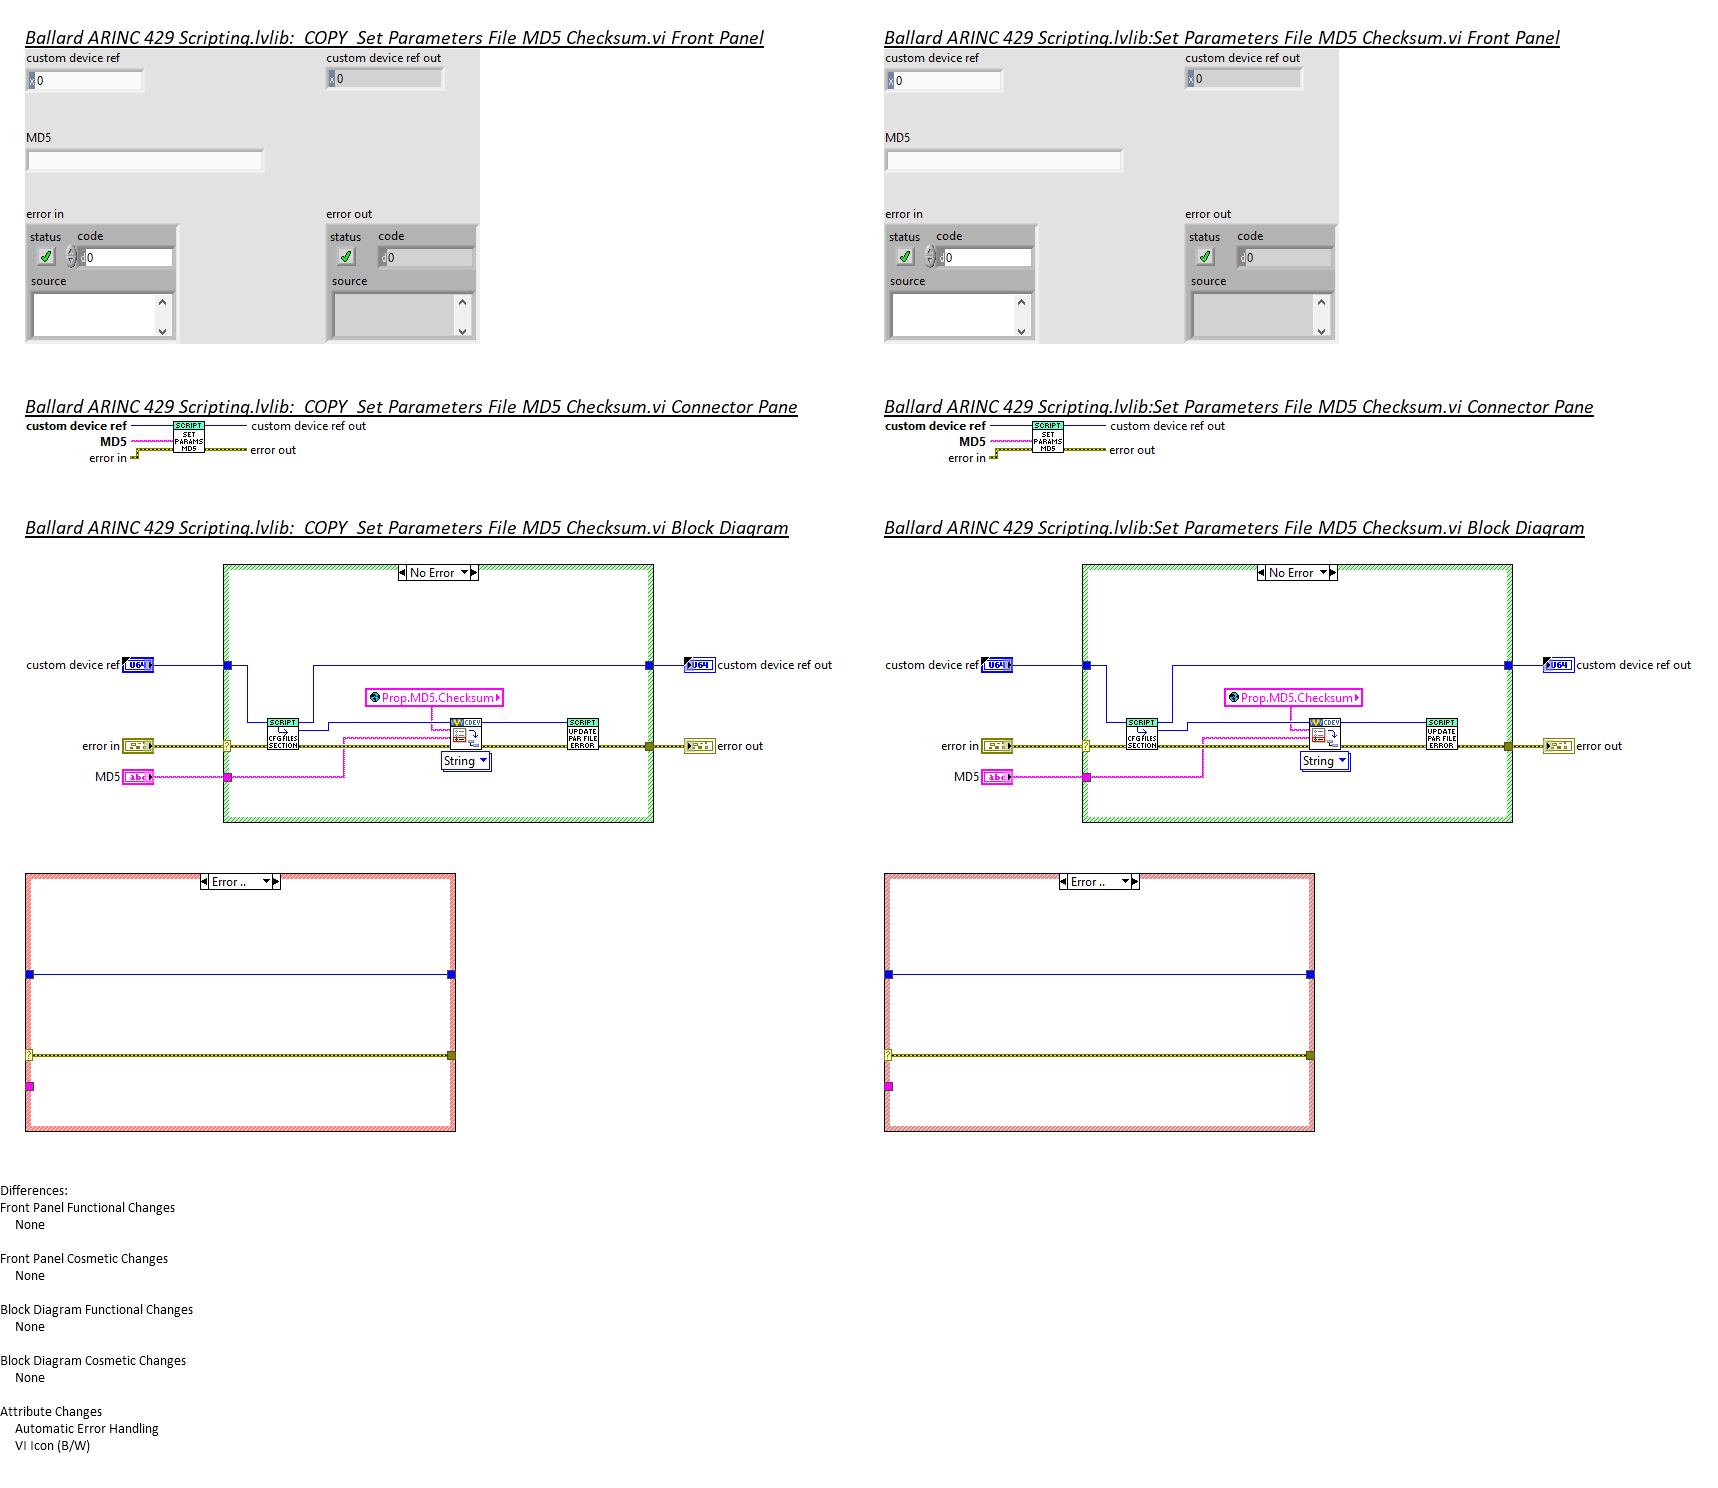 Ballard ARINC 429 Scripting.lvlib:_COPY_Set Parameters File MD5 Checksum.vi Front Panel
custom device ref
custom device ref out
x 0
x 0
MD5
error in
error out
status code
status code
d 0
d 0
source
source
Ballard ARINC 429 Scripting.lvlib:Set Parameters File MD5 Checksum.vi Front Panel
custom device ref
custom device ref out
x 0
x 0
MD5
error in
error out
status code
status code
d 0
d 0
source
source
Ballard ARINC 429 Scripting.lvlib:_COPY_Set Parameters File MD5 Checksum.vi Connector Pane
custom device ref
custom device ref out
MD5
error in
error out
SCRIPT
SET
PARAMS
MD5
Ballard ARINC 429 Scripting.lvlib:Set Parameters File MD5 Checksum.vi Connector Pane
custom device ref
custom device ref out
MD5
error in
error out
SCRIPT
SET
PARAMS
MD5
Ballard ARINC 429 Scripting.lvlib:_COPY_Set Parameters File MD5 Checksum.vi Block Diagram
No Error
custom device ref
U64
U64
custom device ref out
Prop.MD5.Checksum
SCRIPT
CFG FILES
SECTION
CDEV
SCRIPT
UPDATE
PAR FILE
ERROR
error in
?
error out
String
MD5
abc
Error ..
?
Ballard ARINC 429 Scripting.lvlib:Set Parameters File MD5 Checksum.vi Block Diagram
No Error
custom device ref
U64
U64
custom device ref out
Prop.MD5.Checksum
SCRIPT
CFG FILES
SECTION
CDEV
SCRIPT
UPDATE
PAR FILE
ERROR
error in
?
error out
String
MD5
abc
Error ..
?
Differences:
Front Panel Functional Changes
None
Front Panel Cosmetic Changes
None
Block Diagram Functional Changes
None
Block Diagram Cosmetic Changes
None
Attribute Changes
Automatic Error Handling
VI Icon (B/W)